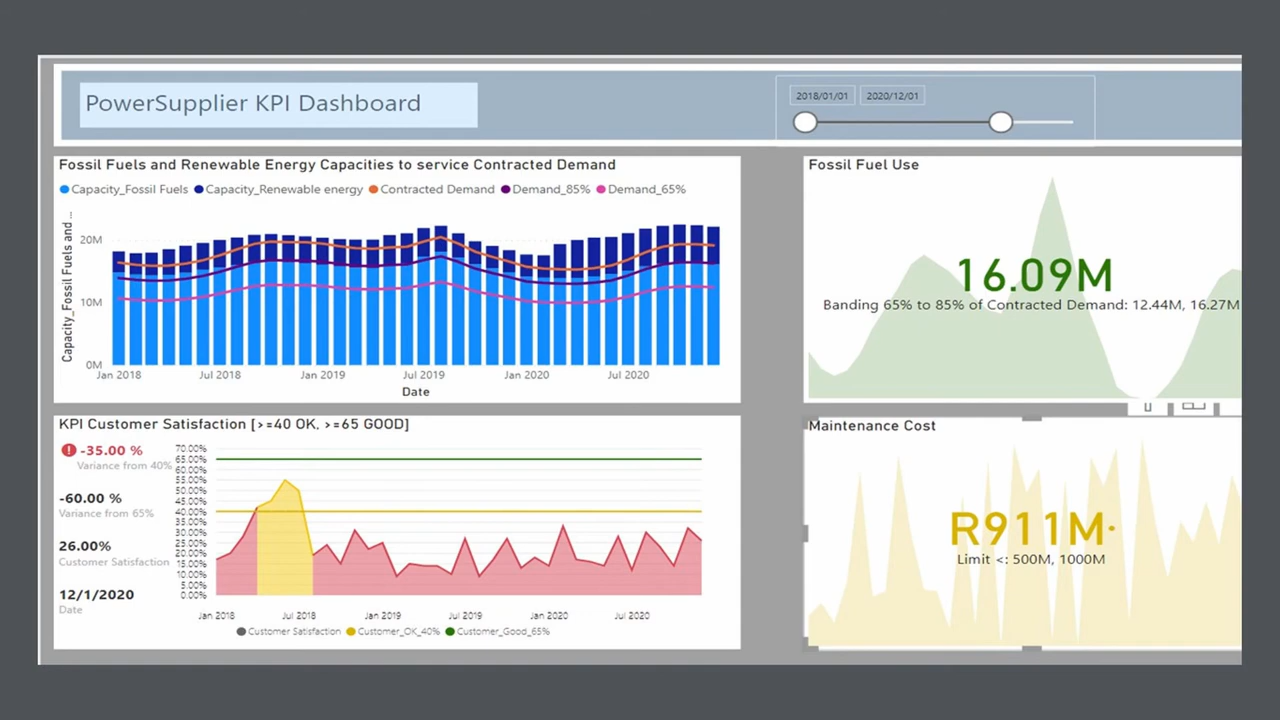 PowerSupplier KPI Dashboard
2018/01/01 2020/12/01
Fossil Fuels and Renewable Energy Capacities to service Contracted Demand
Capacity_Fossil Fuels Capacity_Renewable energy Contracted Demand Demand_85% Demand_65%
Capacity_Fossil Fuels and ...
20M
10M
0M
Jan 2018 Jul 2018 Jan 2019 Jul 2019 Jan 2020 Jul 2020
Date
Fossil Fuel Use
16.09M
Banding 65% to 85% of Contracted Demand: 12.44M, 16.27M
KPI Customer Satisfaction [>=40 OK, >=65 GOOD]
-35.00 %
Variance from 40%
-60.00 %
Variance from 65%
26.00%
Customer Satisfaction
12/1/2020
Date
70.00%
65.00%
60.00%
55.00%
50.00%
45.00%
40.00%
35.00%
30.00%
25.00%
20.00%
15.00%
10.00%
5.00%
0.00%
Jan 2018 Jul 2018 Jan 2019 Jul 2019 Jan 2020 Jul 2020
Customer Satisfaction Customer_OK_40% Customer_Good_65%
Maintenance Cost
R911M
Limit <: 500M, 1000M